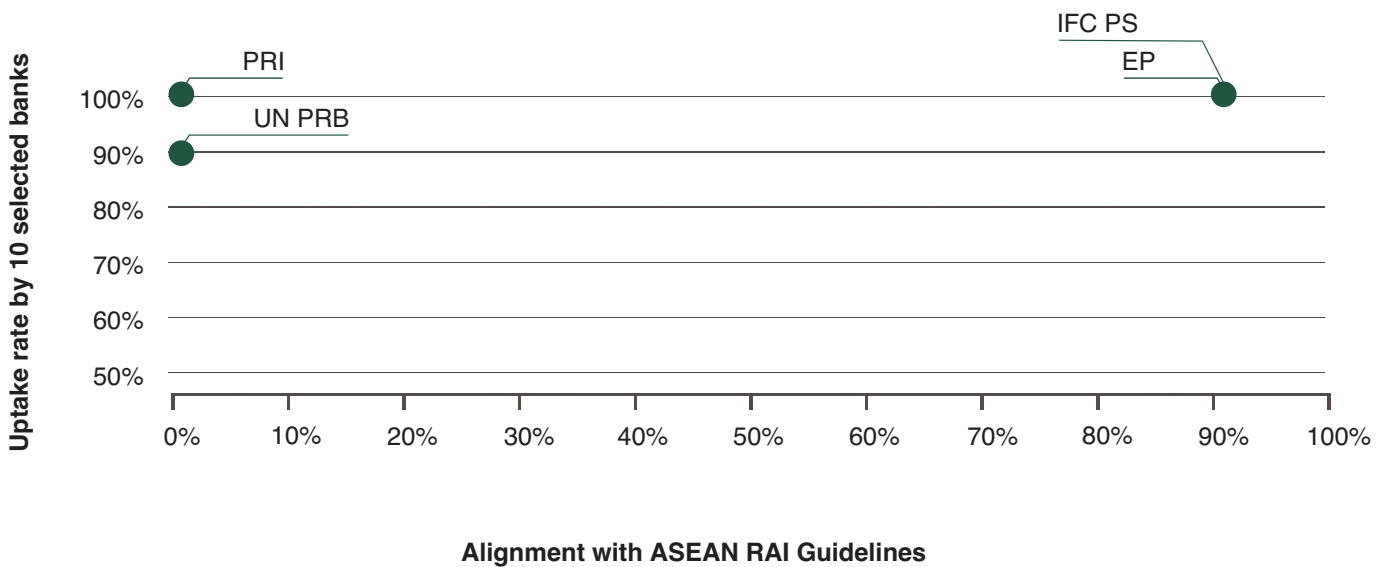 IFC PS
PRI
EP
100%
UN PRB
90%
80%
70%
60%
50%
Uptake rate by 10 selected banks
0% 10% 20% 30% 40% 50% 60% 70% 80% 90% 100%
Alignment with ASEAN RAI Guidelines